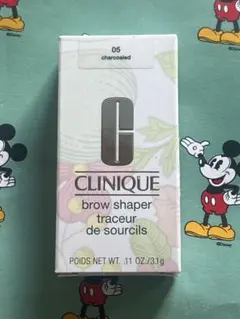 05
charcoaled
CLINIQUE
brow shaper
traceur
de sourcils
POIDS NET WT. .11 OZ./3.1g